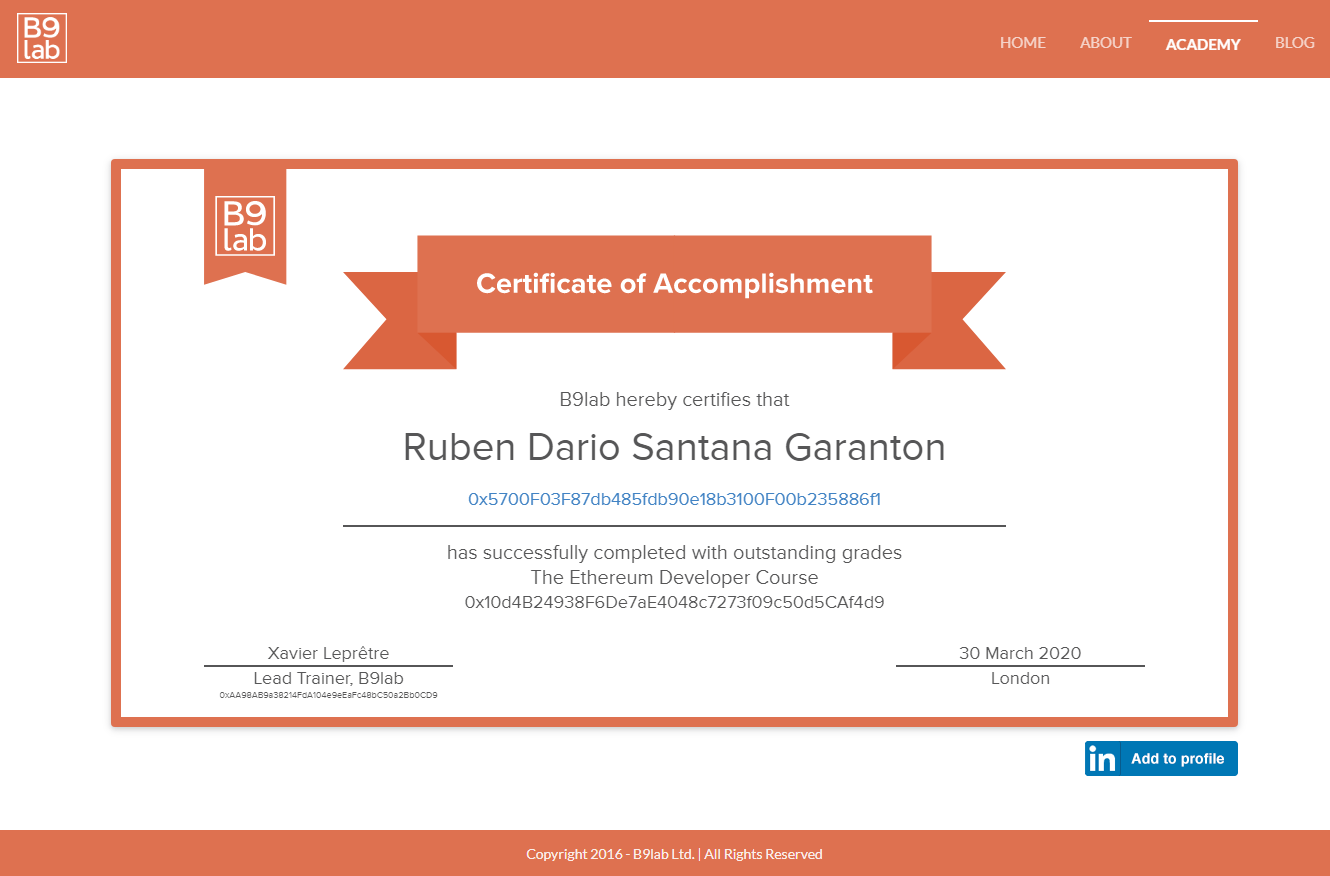 B9
lab
HOME ABOUT ACADEMY BLOG
B9
lab
Certificate of Accomplishment
B9lab hereby certifies that
Ruben Dario Santana Garanton
0x5700F03F87db485fdb90e18b3100F00b235886f1
has successfully completed with outstanding grades
The Ethereum Developer Course
0x10d4B24938F6De7aE4048c7273f09c50d5CAf4d9
Xavier Leprêtre
Lead Trainer, B9lab
0xAA98AB9a38214FdA104e9eEaFc48bC50a2Bb0CD9
30 March 2020
London
in Add to profile
Copyright 2016 - B9lab Ltd. | All Rights Reserved